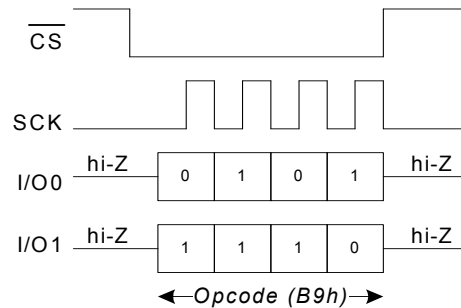 CS
SCK
hi-Z hi-Z
I/O0 0 1 0 1
hi-Z hi-Z
I/O1 1 1 1 0
Opcode (B9h)